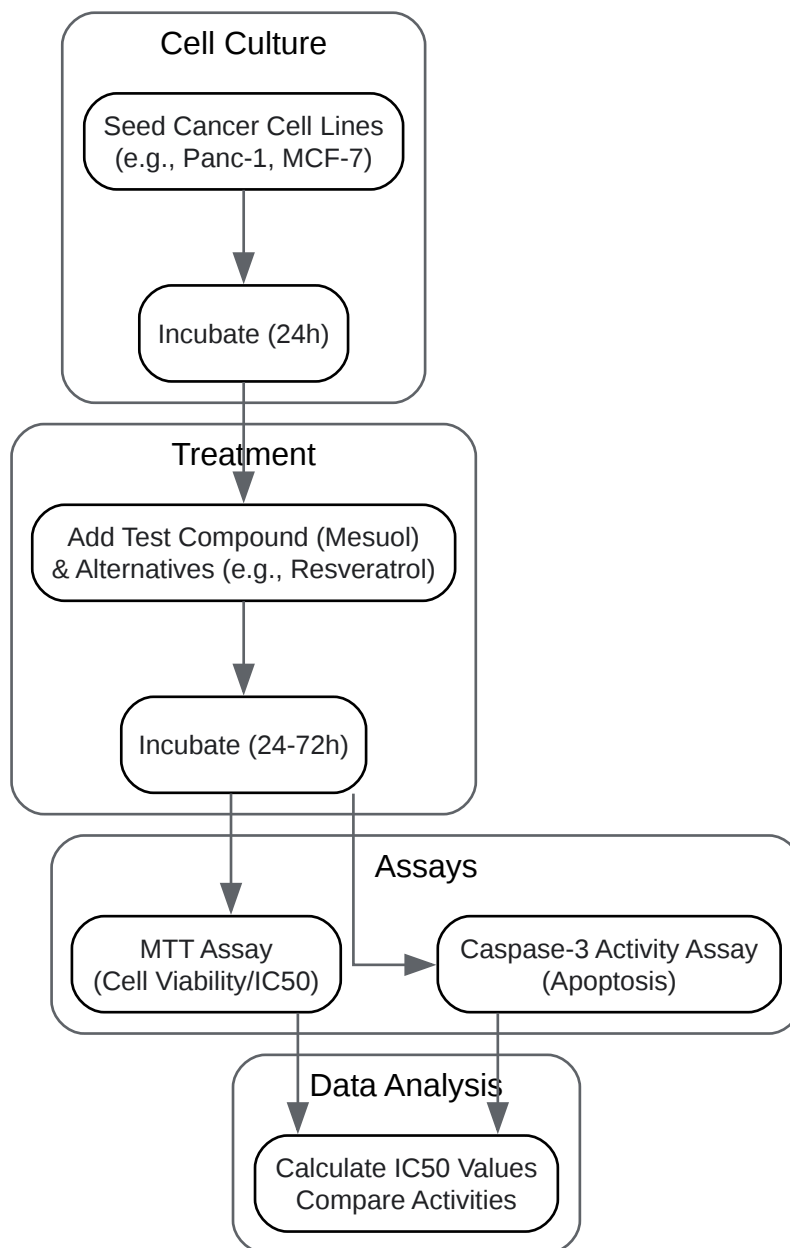 Cell Culture
Seed Cancer Cell Lines
(e.g., Panc-1, MCF-7)
Incubate (24h)
Treatment
Add Test Compound (Mesuol)
& Alternatives (e.g., Resveratrol)
Incubate (24-72h)
Assays
MTT Assay
(Cell Viability/IC50)
Caspase-3 Activity Assay
(Apoptosis)
Data Analysis
Calculate IC50 Values
Compare Activities